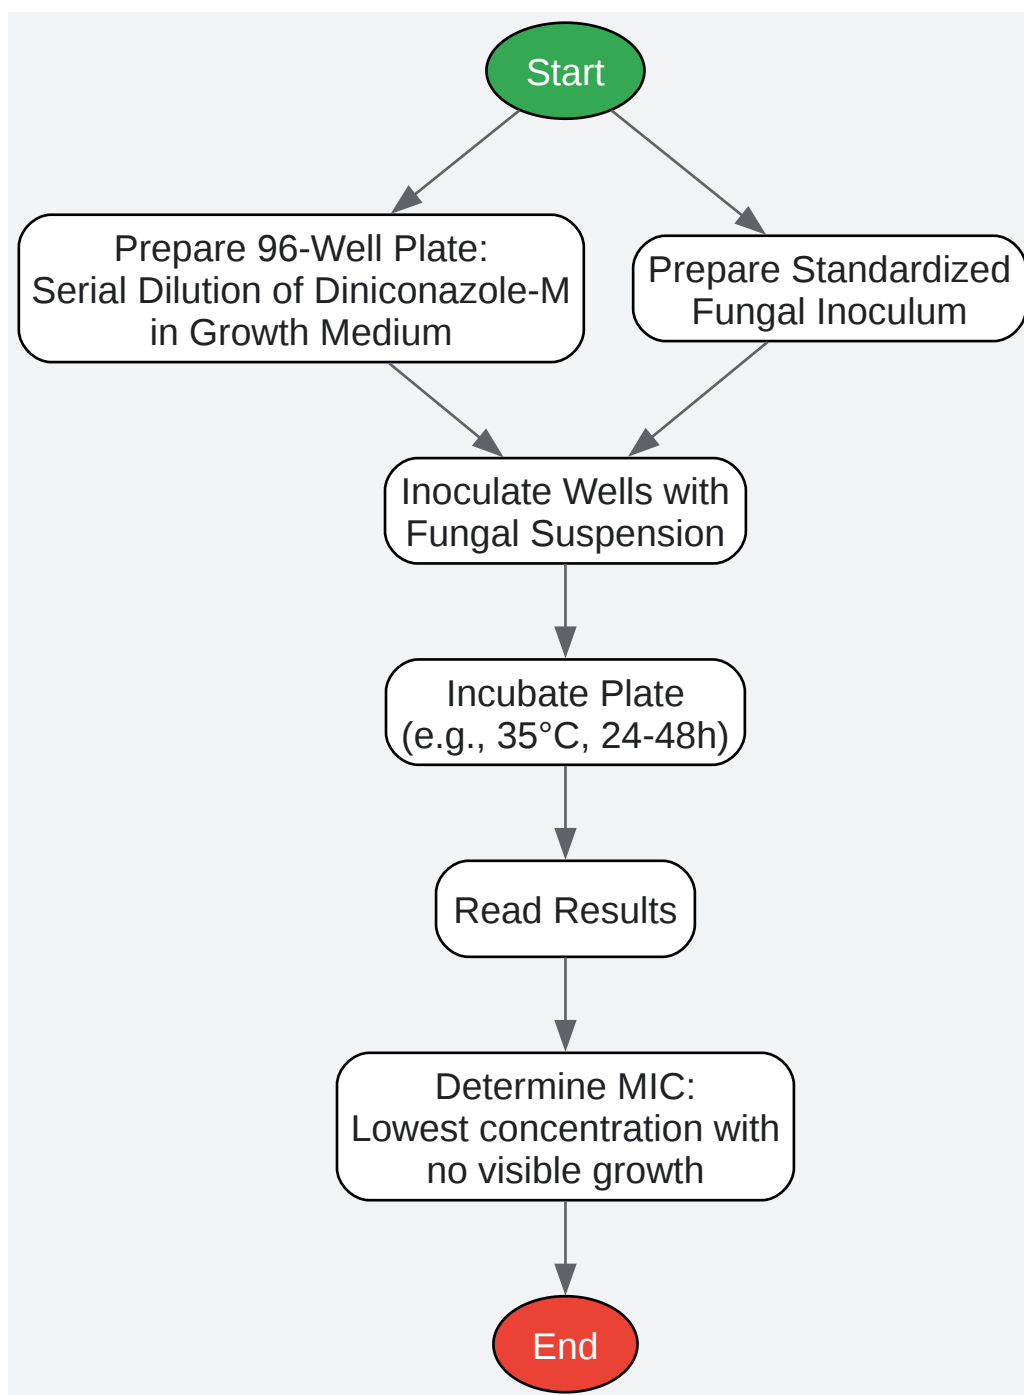 Start
Prepare 96-Well Plate:
Serial Dilution of Diniconazole-M
in Growth Medium
Prepare Standardized
Fungal Inoculum
Inoculate Wells with
Fungal Suspension
Incubate Plate
(e.g., 35°C, 24-48h)
Read Results
Determine MIC:
Lowest concentration with
no visible growth
End